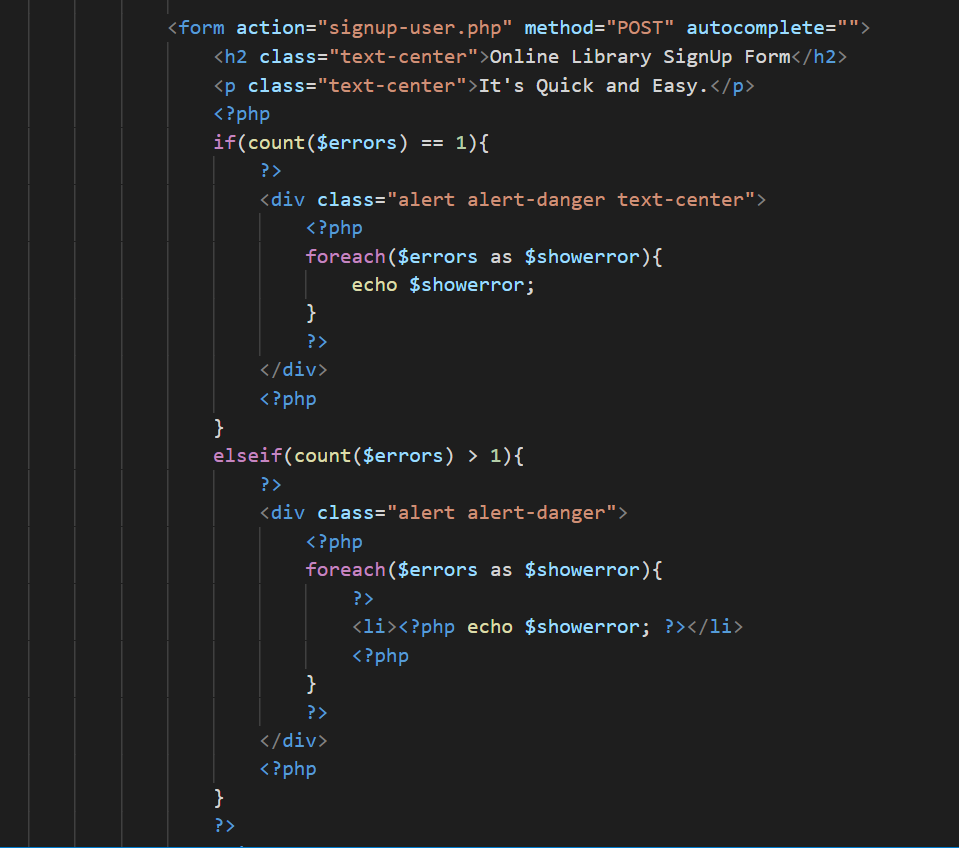 <form action="signup-user.php" method="POST" autocomplete="">
<h2 class="text-center">Online Library SignUp Form</h2>
<p class="text-center">It's Quick and Easy.</p>
<?php
if(count($errors) == 1){
?>
<div class="alert alert-danger text-center">
<?php
foreach($errors as $showerror){
echo $showerror;
}
?>
</div>
<?php
}
elseif(count($errors) > 1){
?>
<div class="alert alert-danger">
<?php
foreach($errors as $showerror){
?>
<li><?php echo $showerror; ?></li>
<?php
}
?>
</div>
<?php
}
?>